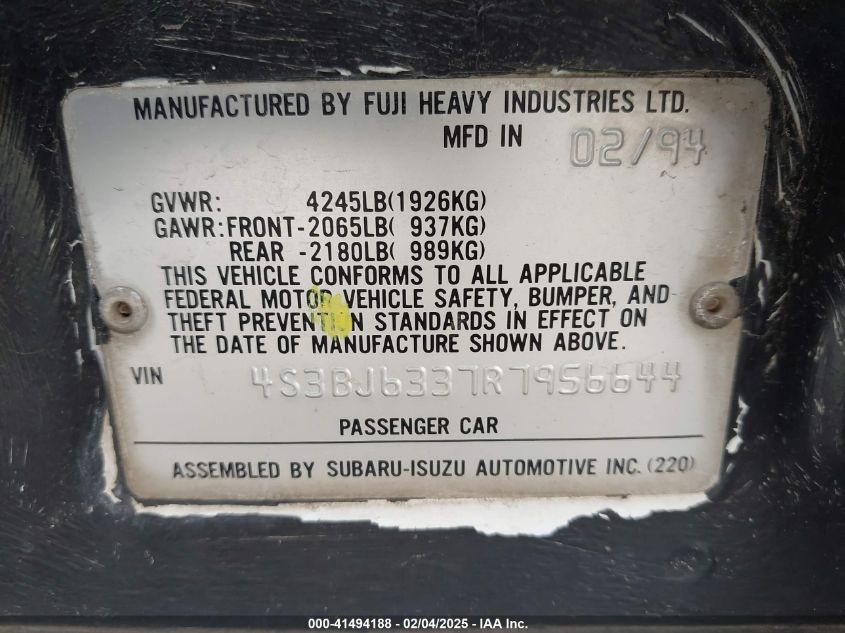 MANUFACTURED BY FUJI HEAVY INDUSTRIES LTD.
MFD IN 02/94
GVWR: 4245LB(1926KG)
GAWR:FRONT-2065LB( 937KG)
REAR -2180LB( 989KG)
THIS VEHICLE CONFORMS TO ALL APPLICABLE
FEDERAL MOTOR VEHICLE SAFETY, BUMPER, AND
THEFT PREVENTION STANDARDS IN EFFECT ON
THE DATE OF MANUFACTURE SHOWN ABOVE.
VIN 4S3BJ6337R7956644
PASSENGER CAR
ASSEMBLED BY SUBARU-ISUZU AUTOMOTIVE INC.(220)
000-41494188 - 02/04/2025 - IAA Inc.